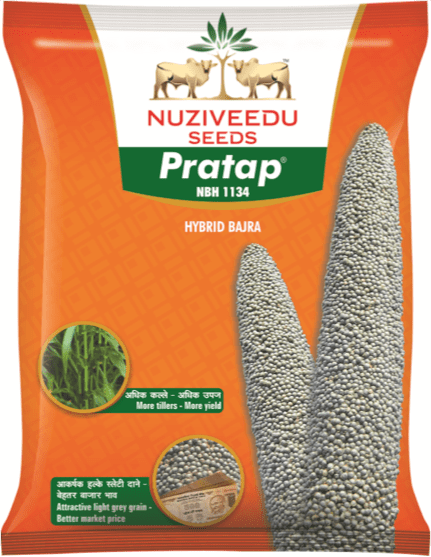 NUZIVEEDU
SEEDS
Pratap®
NBH 1134
HYBRID BAJRA
अधिक कल्ले - अधिक उपज
More tillers - More yield
आकर्षक हल्के स्लेटी दाने -
बेहतर बाजार भाव
Attractive light grey grain -
Better market price